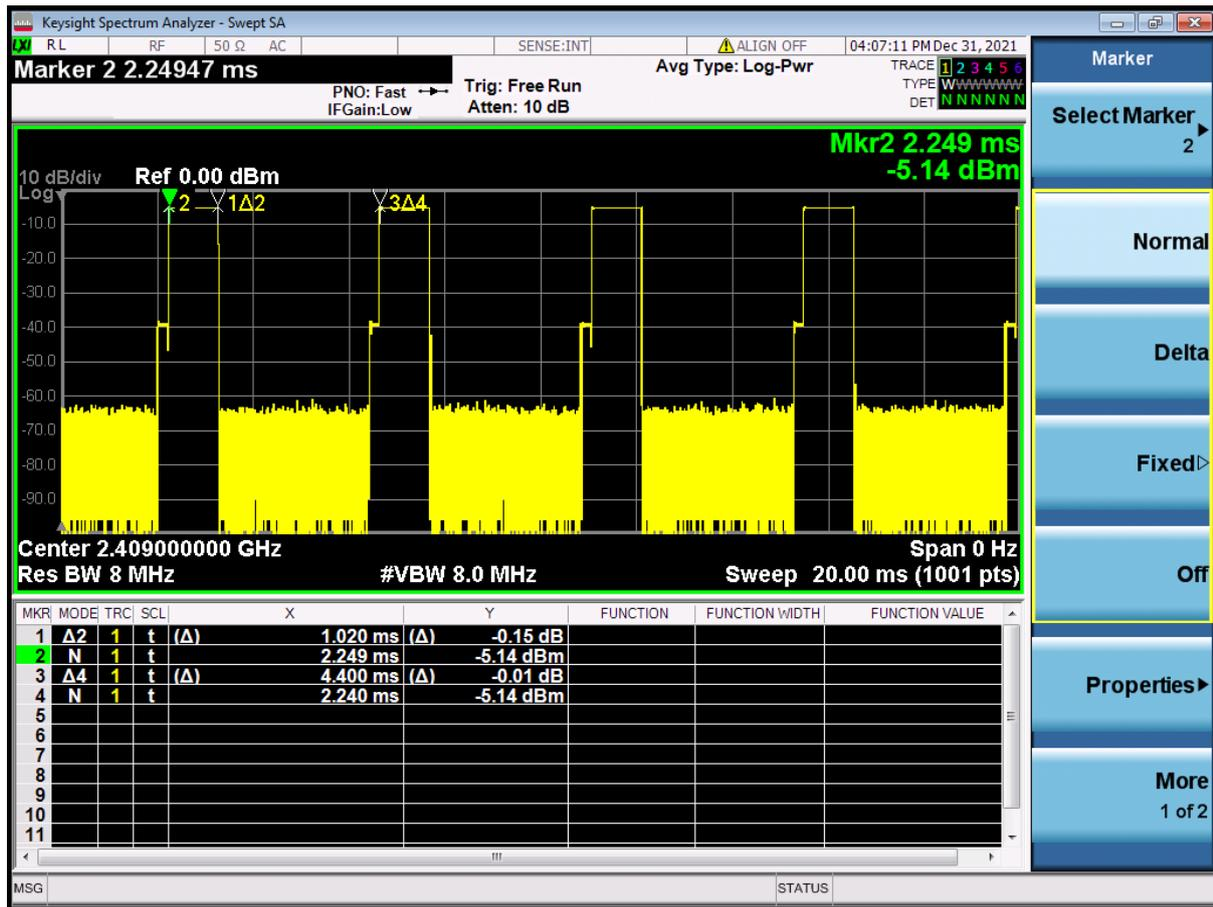 Keysight Spectrum Analyzer - Swept SA
LXI RL RF 50 Ω AC SENSE:INT ALIGN OFF 04:07:11 PM Dec 31, 2021
Marker 2 2.24947 ms
PNO: Fast
IFGain:Low
Trig: Free Run
Atten: 10 dB
Avg Type: Log-Pwr
TRACE 1 2 3 4 5 6
TYPE WWWWWW
DET N N N N N N
Mkr2 2.249 ms
-5.14 dBm
10 dB/div Ref 0.00 dBm
Log
2 1Δ2 3Δ4
-10.0
-20.0
-30.0
-40.0
-50.0
-60.0
-70.0
-80.0
-90.0
Center 2.409000000 GHz Span 0 Hz
Res BW 8 MHz #VBW 8.0 MHz Sweep 20.00 ms (1001 pts)
MKR MODE TRC SCL X Y FUNCTION FUNCTION WIDTH FUNCTION VALUE
1 Δ2 1 t (Δ) 1.020 ms (Δ) -0.15 dB
2 N 1 t 2.249 ms -5.14 dBm
3 Δ4 1 t (Δ) 4.400 ms (Δ) -0.01 dB
4 N 1 t 2.240 ms -5.14 dBm
5
6
7
8
9
10
11
MSG STATUS
Marker
Select Marker
2
Normal
Delta
Fixed
Off
Properties
More
1 of 2